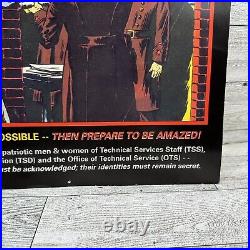 OSSIBLE -- THEN PREPARE TO BE AMAZED!
patriotic men & women of Technical Services Staff (TSS),
ion (TSD) and the Office of Technical Service (OTS) - -
ust be acknowledged; their identities must remain secret.